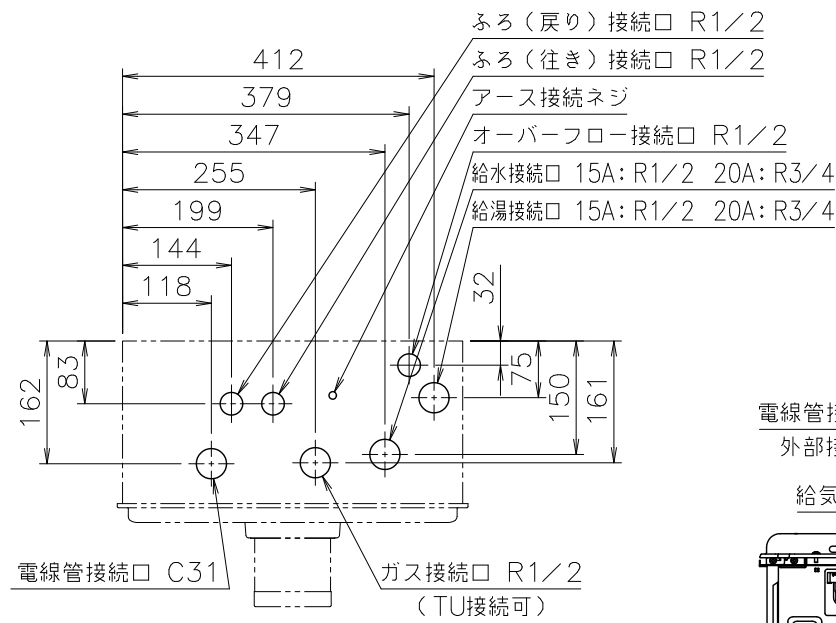 ふろ（戻り）接続口 R1／2
ふろ（往き）接続口 R1／2
アース接続ネジ
オーバーフロー接続口 R1／2
給水接続口 15A：R1／2 20A：R3／4
給湯接続口 15A：R1／2 20A：R3／4
412
379
347
255
199
144
118
32
83
162
75
150
161
電線管接
外部接
給気
電線管接続口 C31
ガス接続口 R1／2
（TU接続可）